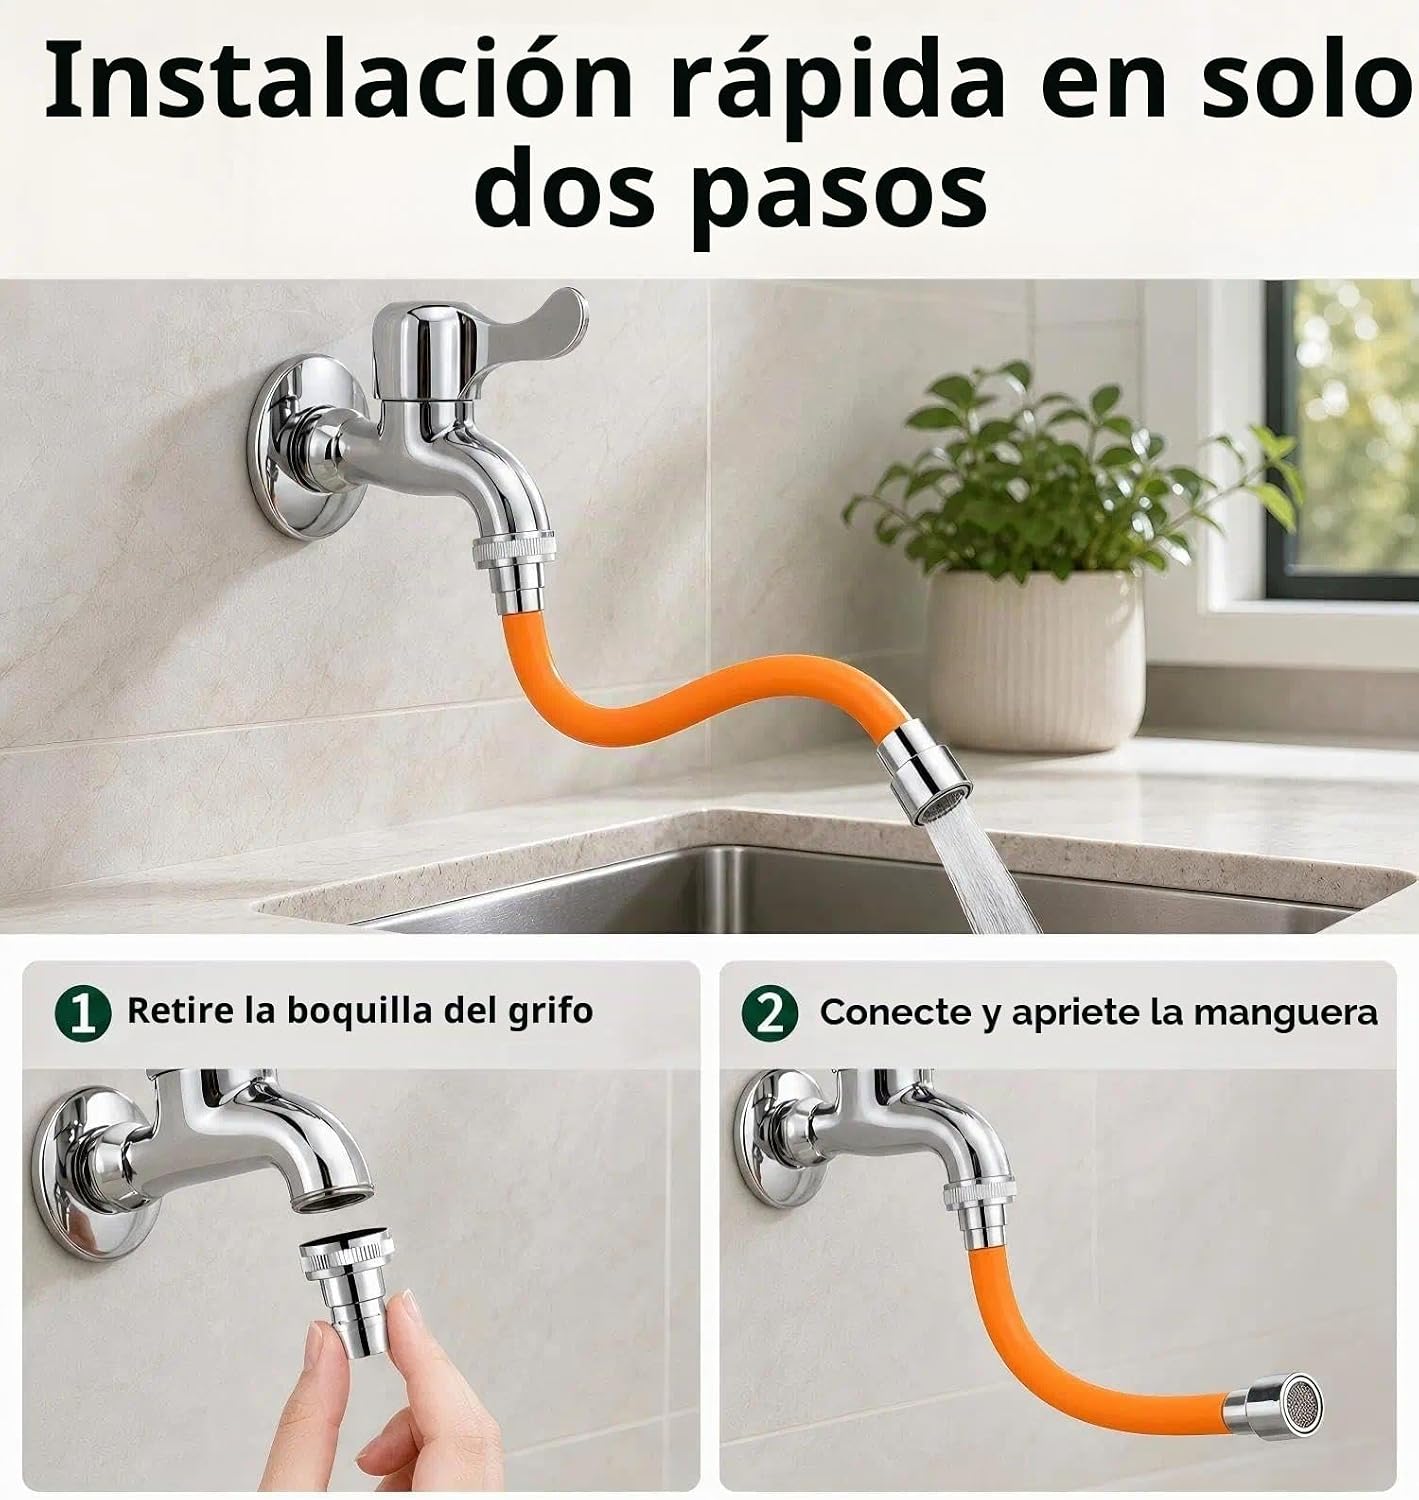 Instalación rápida en solo
dos pasos
1 Retire la boquilla del grifo
2 Conecte y apriete la manguera